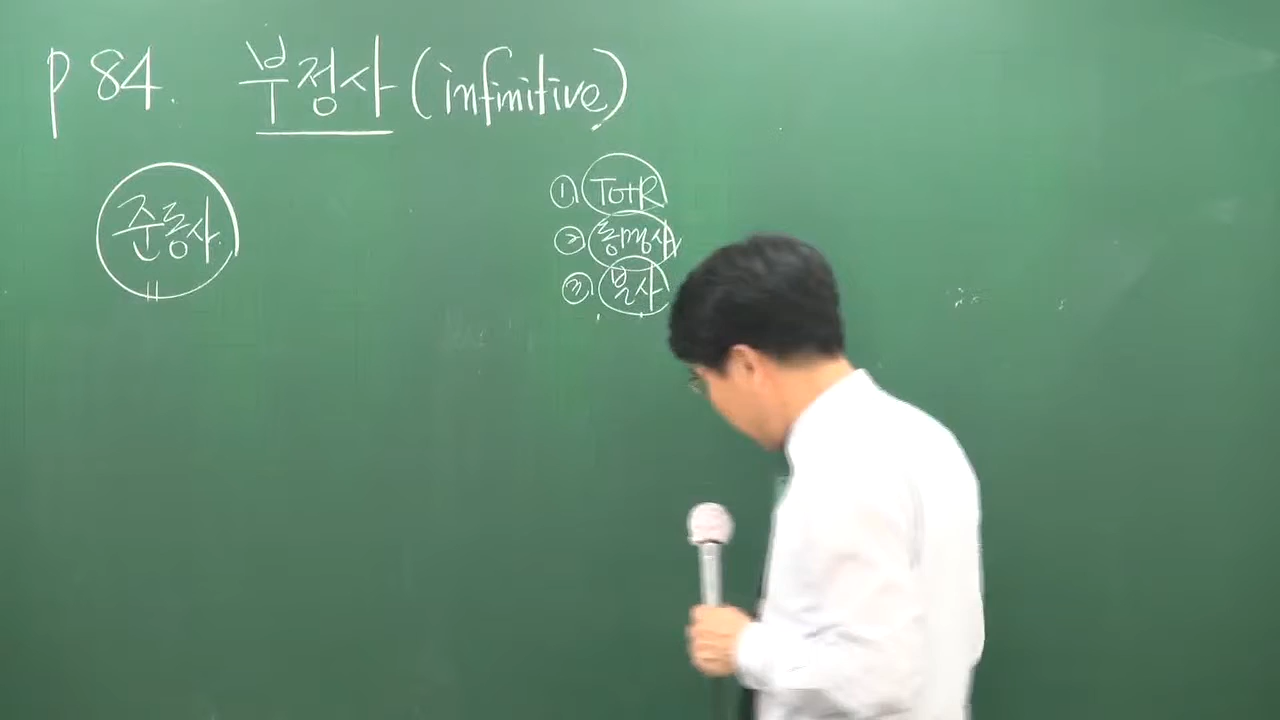 p 84. 부정사 (infinitive)
준동사
① To+R
② 동명사
③ 분사